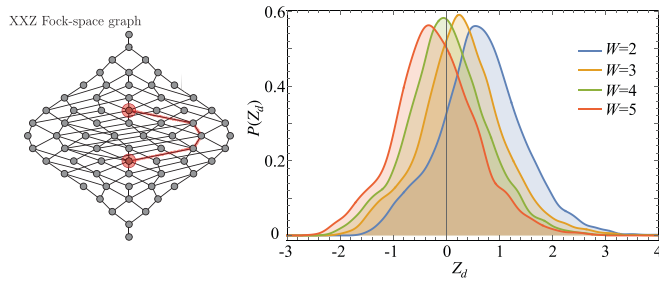 XXZ Fock-space graph
P(Z_d)
0.6
0.4
0.2
0
W=2
W=3
W=4
W=5
-3 -2 -1 0 1 2 3 4
Z_d